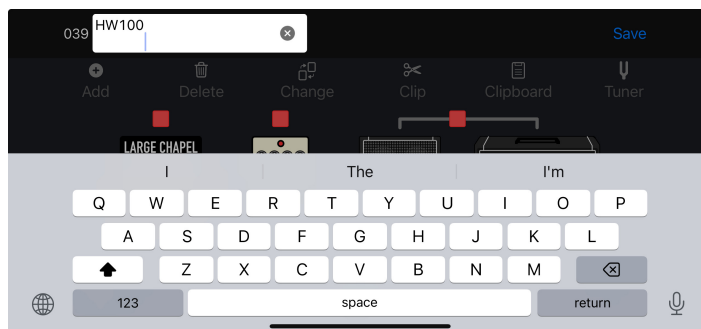 039 HW100 Save
Add Delete Change Clip Clipboard Tuner
LARGE CHAPEL
I The I'm
Q W E R T Y U I O P
A S D F G H J K L
Z X C V B N M
123 space return